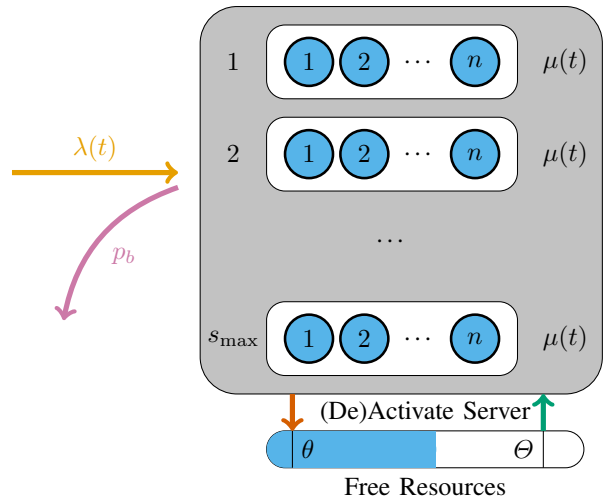 1 1 2 ⋯ n μ(t)
λ(t)
2 1 2 ⋯ n μ(t)
p_b
⋯
s_max 1 2 ⋯ n μ(t)
(De)Activate Server
θ Θ
Free Resources